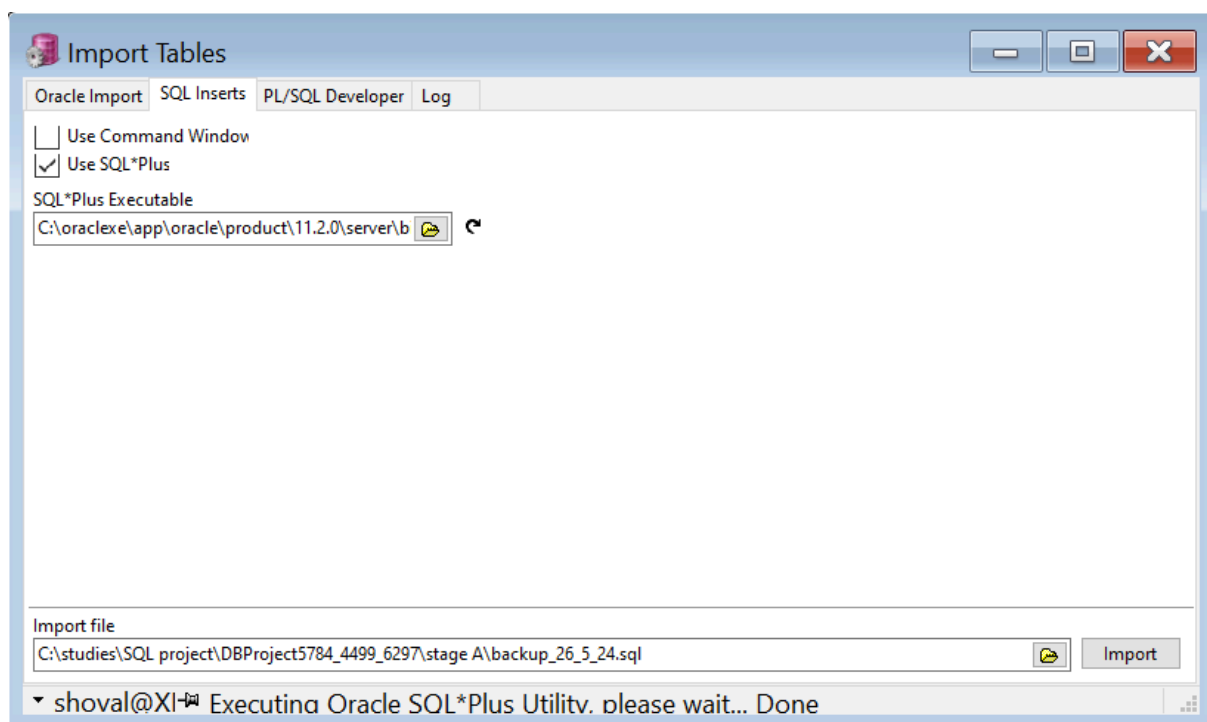 Import Tables
Oracle Import SQL Inserts PL/SQL Developer Log
Use Command Window
Use SQL*Plus
SQL*Plus Executable
C:\oraclexe\app\oracle\product\11.2.0\server\b
Import file
C:\studies\SQL project\DBProject5784_4499_6297\stage A\backup_26_5_24.sql Import
shoval@XI Executing Oracle SQL*Plus Utility, please wait... Done